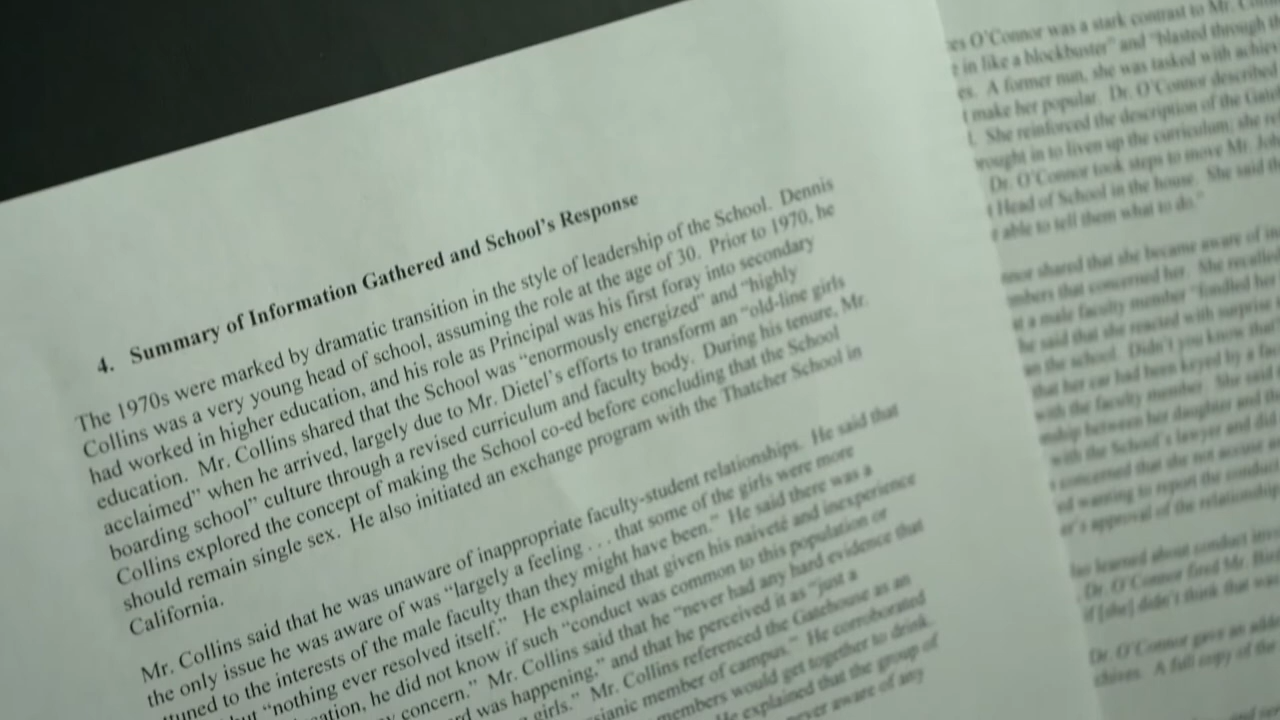 4. Summary of Information Gathered and School's Response
The 1970s were marked by dramatic transition in the style of leadership of the School. Dennis
Collins was a very young head of school, assuming the role at the age of 30. Prior to 1970, he
had worked in higher education, and his role as Principal was his first foray into secondary
education. Mr. Collins shared that the School was "enormously energized" and "highly
acclaimed" when he arrived, largely due to Mr. Dietel's efforts to transform an "old-line girls
boarding school" culture through a revised curriculum and faculty body. During his tenure, Mr.
Collins explored the concept of making the School co-ed before concluding that the School
should remain single sex. He also initiated an exchange program with the Thatcher School in
California.
Mr. Collins said that he was unaware of inappropriate faculty-student relationships. He said that
the only issue he was aware of was "largely a feeling . . . that some of the girls were more
to the interests of the male faculty than they might have been." He said there was a
"nothing ever resolved itself." He explained that given his naiveté and inexperience
he did not know if such "conduct was common to this population or
concern." Mr. Collins said that he "never had any hard evidence that
was happening," and that he perceived it as "just a
girls." Mr. Collins referenced the Gatehouse as an
member of campus." He corroborated
members would get together to drink.
He explained that the group of
never aware of any
O'Connor was a stark contrast to Mr.
in like a blockbuster" and "blasted through
A former nun, she was tasked with
make her popular. Dr. O'Connor described
She reinforced the description of the
in to liven up the curriculum; she
Dr. O'Connor took steps to move Mr.
Head of School in the house. She said
able to tell them what to do."
shared that she became aware of
that concerned her. She recalled
a male faculty member "fondled her
said that she reacted with surprise
the school. Didn't you know that
that her car had been keyed by a
with the faculty member. She said
between her daughter and the
with the School's lawyer and did
concerned that she not accuse
wanting to report the conduct
approval of the relationship
learned about conduct
Dr. O'Connor fired Mr.
if [she] didn't think that was
Dr. O'Connor gave an
A full copy of the